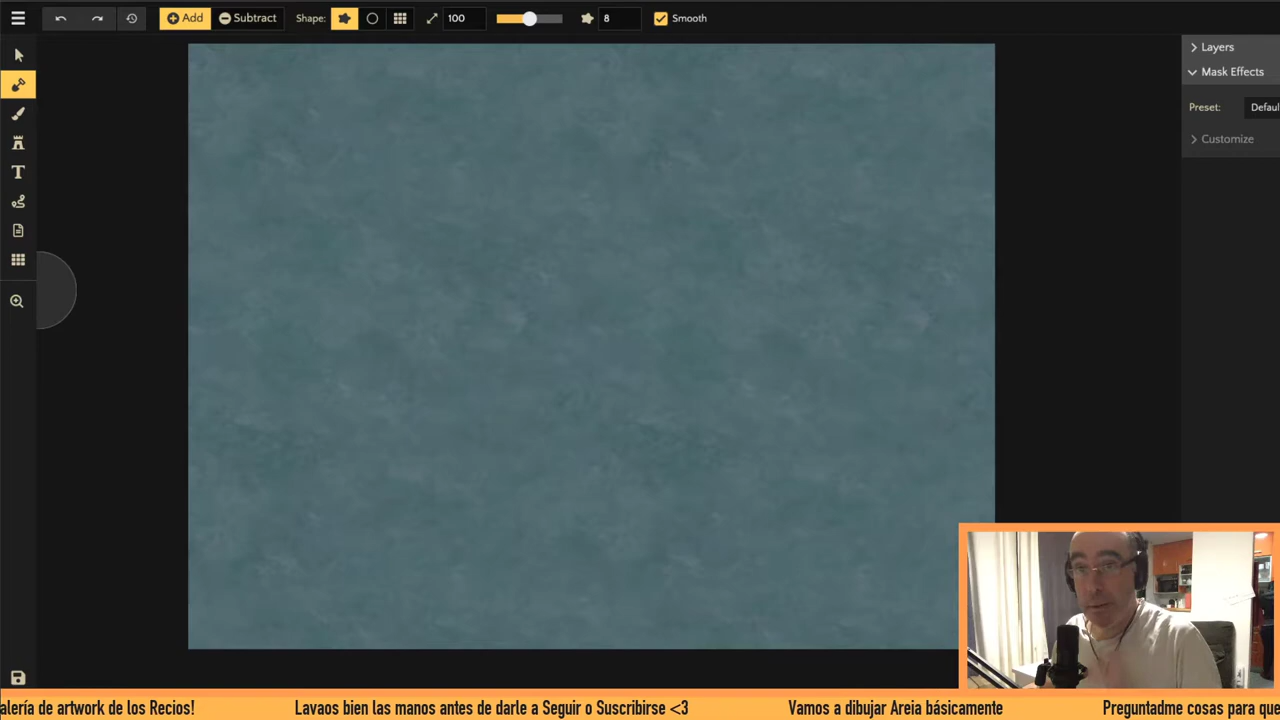 Add
Subtract
Shape:
100
8
Smooth
Layers
Mask Effects
Preset:
Defaul
Customize
alería de artwork de los Recios!
Lavaos bien las manos antes de darle a Seguir o Suscribirse <3
Vamos a dibujar Areia básicamente
Preguntadme cosas para que